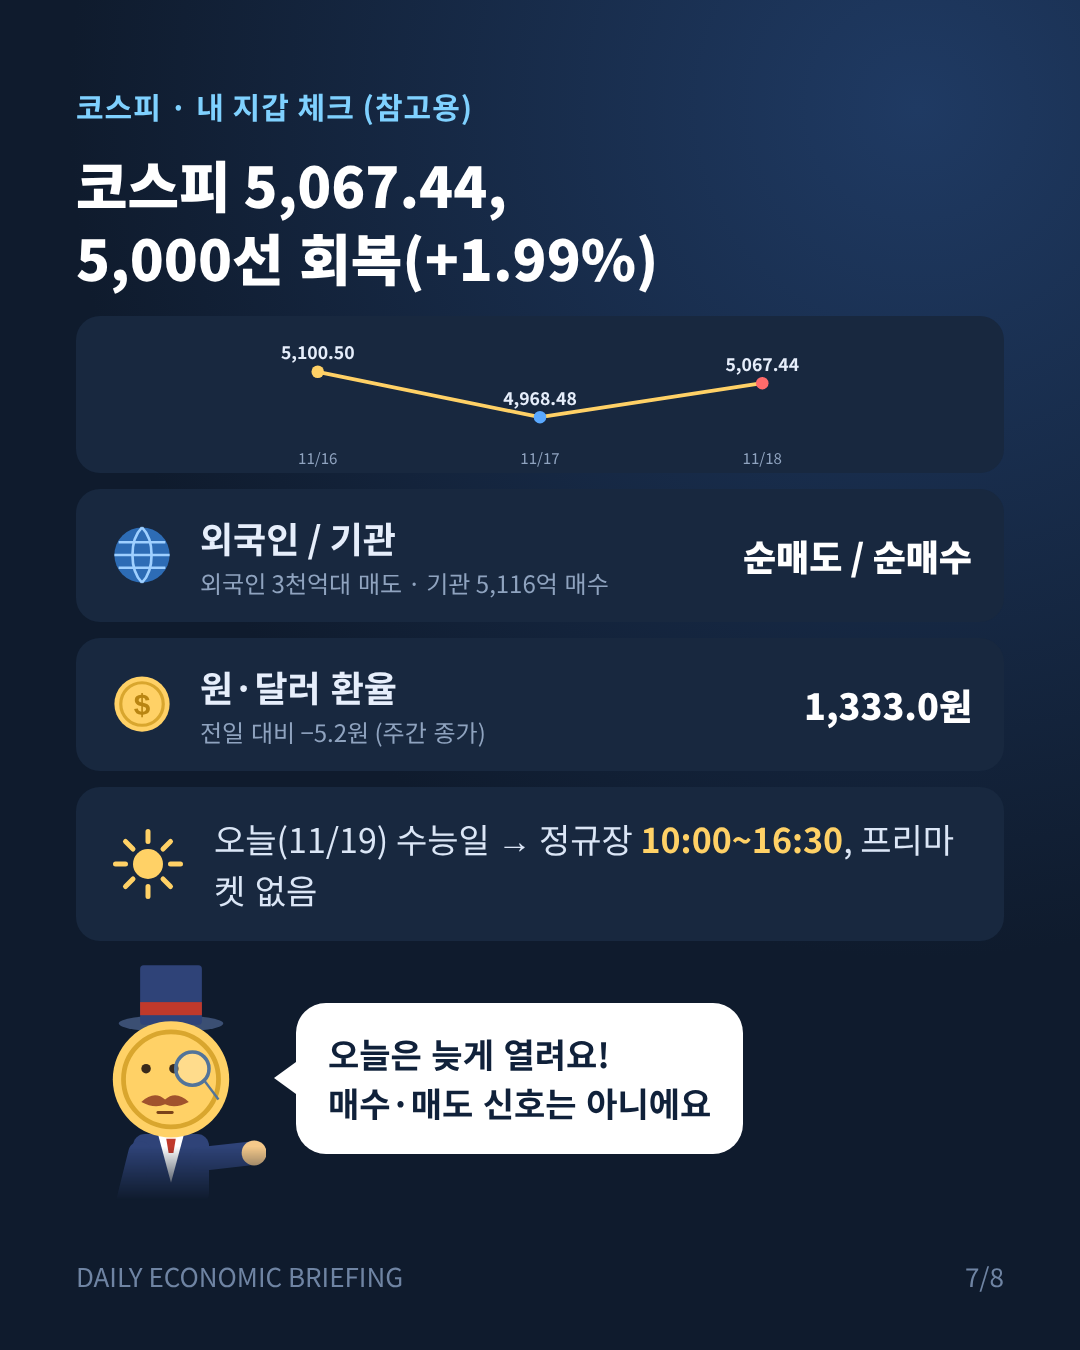 코스피 · 내 지갑 체크 (참고용)
코스피 5,067.44,
5,000선 회복(+1.99%)
5,100.50
4,968.48
5,067.44
11/16
11/17
11/18
외국인 / 기관
외국인 3천억대 매도 · 기관 5,116억 매수
순매도 / 순매수
$
원·달러 환율
전일 대비 −5.2원 (주간 종가)
1,333.0원
오늘(11/19) 수능일 → 정규장 10:00~16:30, 프리마
켓 없음
오늘은 늦게 열려요!
매수·매도 신호는 아니에요
DAILY ECONOMIC BRIEFING
7/8